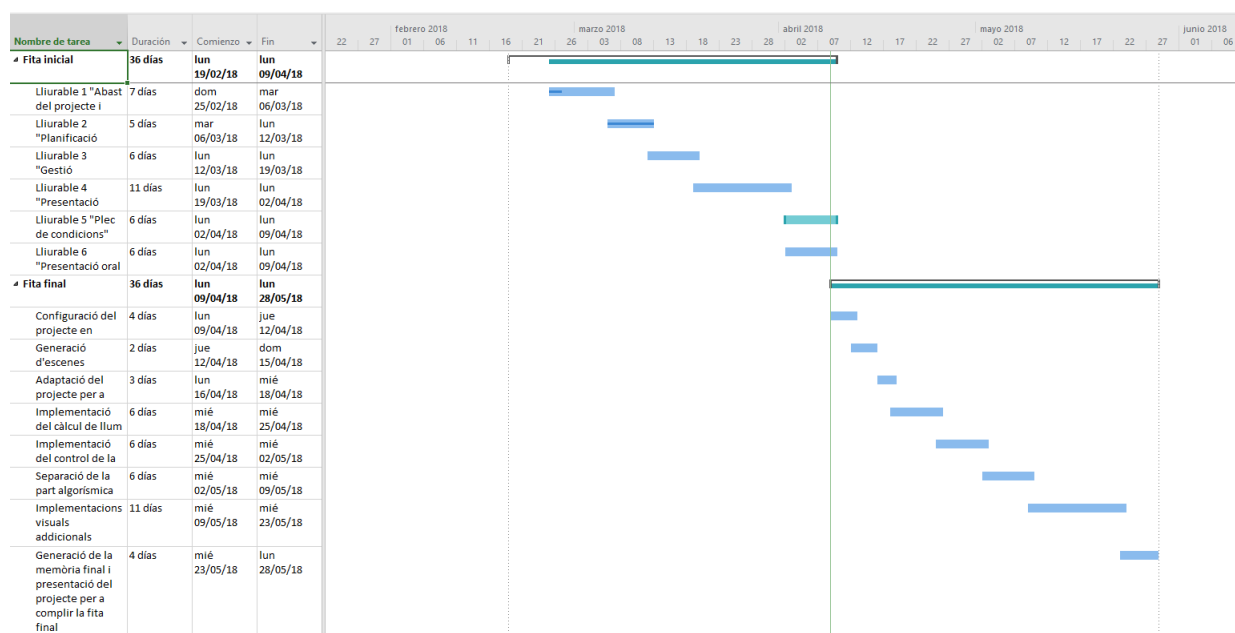 febrero 2018 marzo 2018 abril 2018 mayo 2018 junio 2018
Nombre de tarea Duración Comienzo Fin 22 27 01 06 11 16 21 26 03 08 13 18 23 28 02 07 12 17 22 27 02 07 12 17 22 27 01 06
Fita inicial 36 días lun lun
19/02/18 09/04/18
Lliurable 1 "Abast 7 días dom mar
del projecte i 25/02/18 06/03/18
Lliurable 2 5 días mar lun
"Planificació 06/03/18 12/03/18
Lliurable 3 6 días lun lun
"Gestió 12/03/18 19/03/18
Lliurable 4 11 días lun lun
"Presentació 19/03/18 02/04/18
Lliurable 5 "Plec 6 días lun lun
de condicions" 02/04/18 09/04/18
Lliurable 6 6 días lun lun
"Presentació oral 02/04/18 09/04/18
Fita final 36 días lun lun
09/04/18 28/05/18
Configuració del 4 días lun jue
projecte en 09/04/18 12/04/18
Generació 2 días jue dom
d'escenes 12/04/18 15/04/18
Adaptació del 3 días lun mié
projecte per a 16/04/18 18/04/18
Implementació 6 días mié mié
del càlcul de llum 18/04/18 25/04/18
Implementació 6 días mié mié
del control de la 25/04/18 02/05/18
Separació de la 6 días mié mié
part algorísmica 02/05/18 09/05/18
Implementacions 11 días mié mié
visuals 09/05/18 23/05/18
addicionals
Generació de la 4 días mié lun
memòria final i 23/05/18 28/05/18
presentació del
projecte per a
complir la fita
final